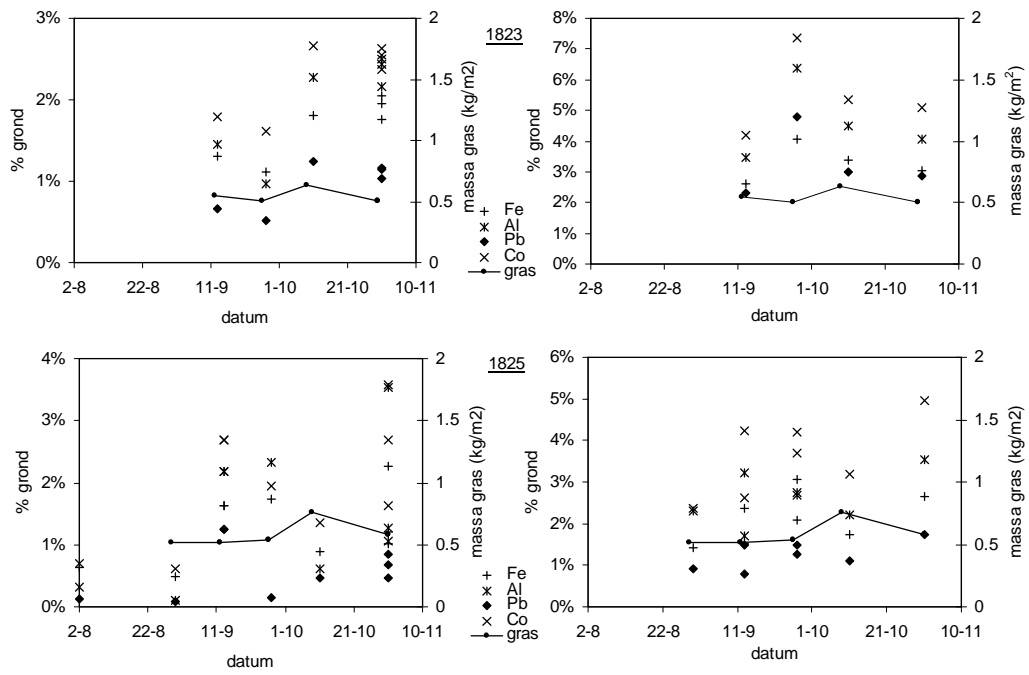 1823
3%
2%
1%
0%
2
1.5
1
0.5
0
% grond
massa gras (kg/m2)
2-8 22-8 11-9 1-10 21-10 10-11
datum
Fe
Al
Pb
Co
gras
8%
7%
6%
5%
4%
3%
2%
1%
0%
2
1.5
1
0.5
0
% grond
massa gras (kg/m²)
2-8 22-8 11-9 1-10 21-10 10-11
datum
1825
4%
3%
2%
1%
0%
2
1.5
1
0.5
0
% grond
massa gras (kg/m2)
2-8 22-8 11-9 1-10 21-10 10-11
datum
Fe
Al
Pb
Co
gras
6%
5%
4%
3%
2%
1%
0%
2
1.5
1
0.5
0
% grond
massa gras (kg/m2)
2-8 22-8 11-9 1-10 21-10 10-11
datum